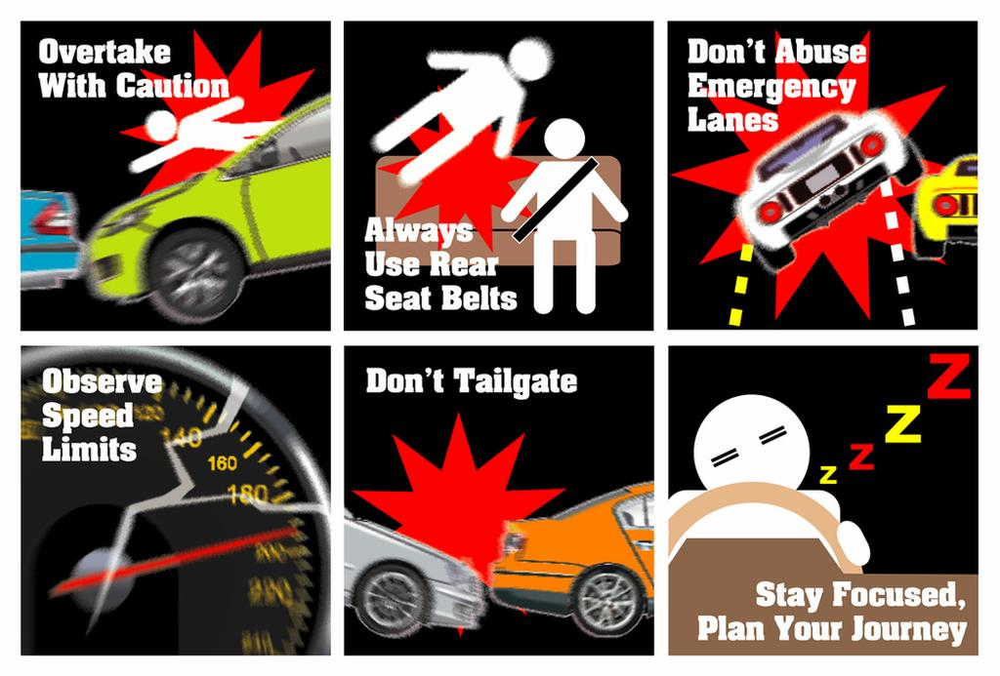 Overtake
With Caution
Always
Use Rear
Seat Belts
Don't Abuse
Emergency
Lanes
Observe
Speed
Limits
140
160
180
Don't Tailgate
z
z
z
z
Stay Focused,
Plan Your Journey